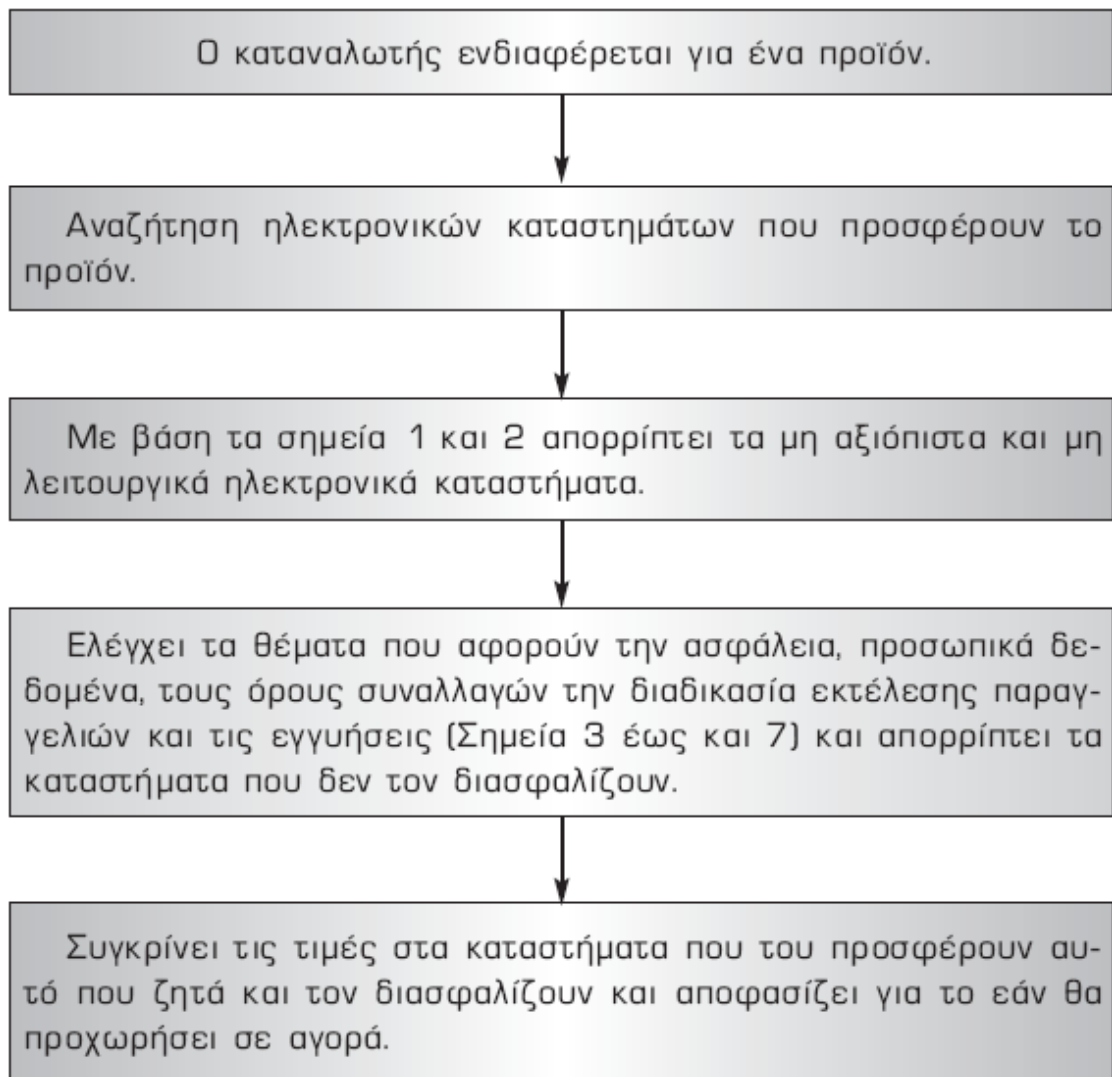 Ο καταναλωτής ενδιαφέρεται για ένα προϊόν.
Αναζήτηση ηλεκτρονικών καταστημάτων που προσφέρουν το
προϊόν.
Με βάση τα σημεία 1 και 2 απορρίπτει τα μη αξιόπιστα και μη
λειτουργικά ηλεκτρονικά καταστήματα.
Ελέγχει τα θέματα που αφορούν την ασφάλεια, προσωπικά δε-
δομένα, τους όρους συναλλαγών την διαδικασία εκτέλεσης παραγ-
γελιών και τις εγγυήσεις (Σημεία 3 έως και 7) και απορρίπτει τα
καταστήματα που δεν τον διασφαλίζουν.
Συγκρίνει τις τιμές στα καταστήματα που του προσφέρουν αυ-
τό που ζητά και τον διασφαλίζουν και αποφασίζει για το εάν θα
προχωρήσει σε αγορά.